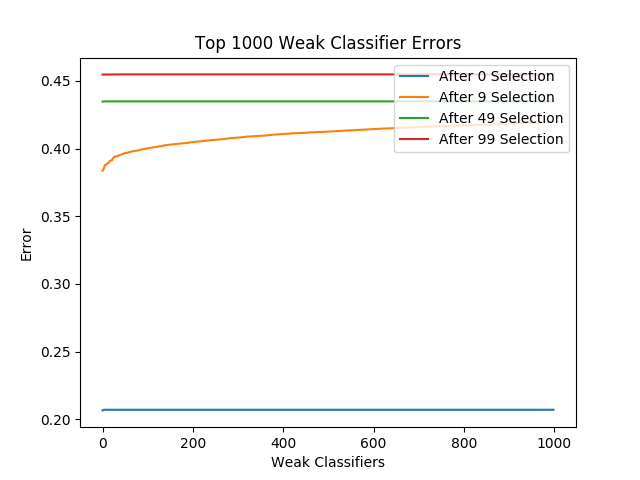 Top 1000 Weak Classifier Errors
After 0 Selection
After 9 Selection
After 49 Selection
After 99 Selection
0.45
0.40
0.35
0.30
0.25
0.20
Error
0 200 400 600 800 1000
Weak Classifiers